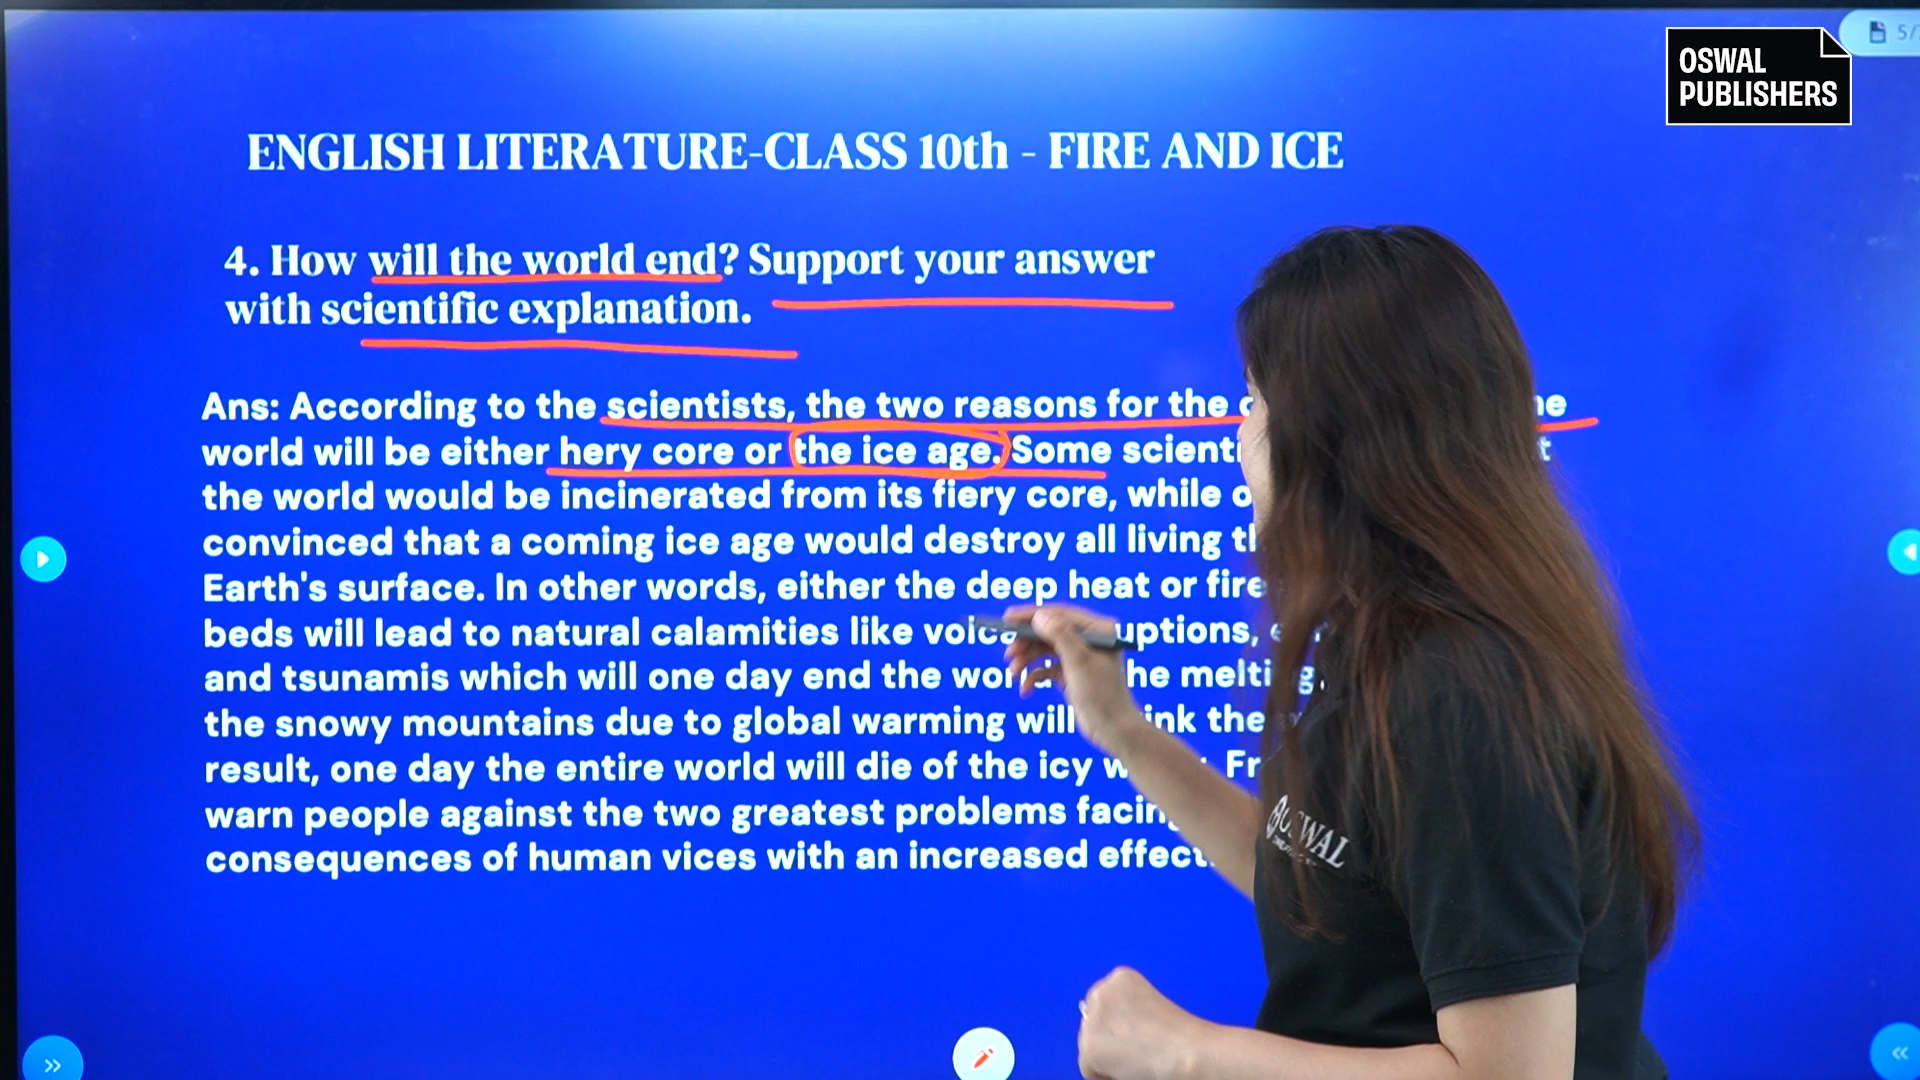 OSWAL
PUBLISHERS
5/
ENGLISH LITERATURE-CLASS 10th - FIRE AND ICE
4. How will the world end? Support your answer
with scientific explanation.
Ans: According to the scientists, the two reasons for the
world will be either hery core or the ice age. Some
the world would be incinerated from its fiery core, while
convinced that a coming ice age would destroy all living
Earth's surface. In other words, either the deep heat or fire
beds will lead to natural calamities like
and tsunamis which will one day end the
the snowy mountains due to global warming will the
result, one day the entire world will die of the icy
warn people against the two greatest problems
consequences of human vices with an increased
OSWAL